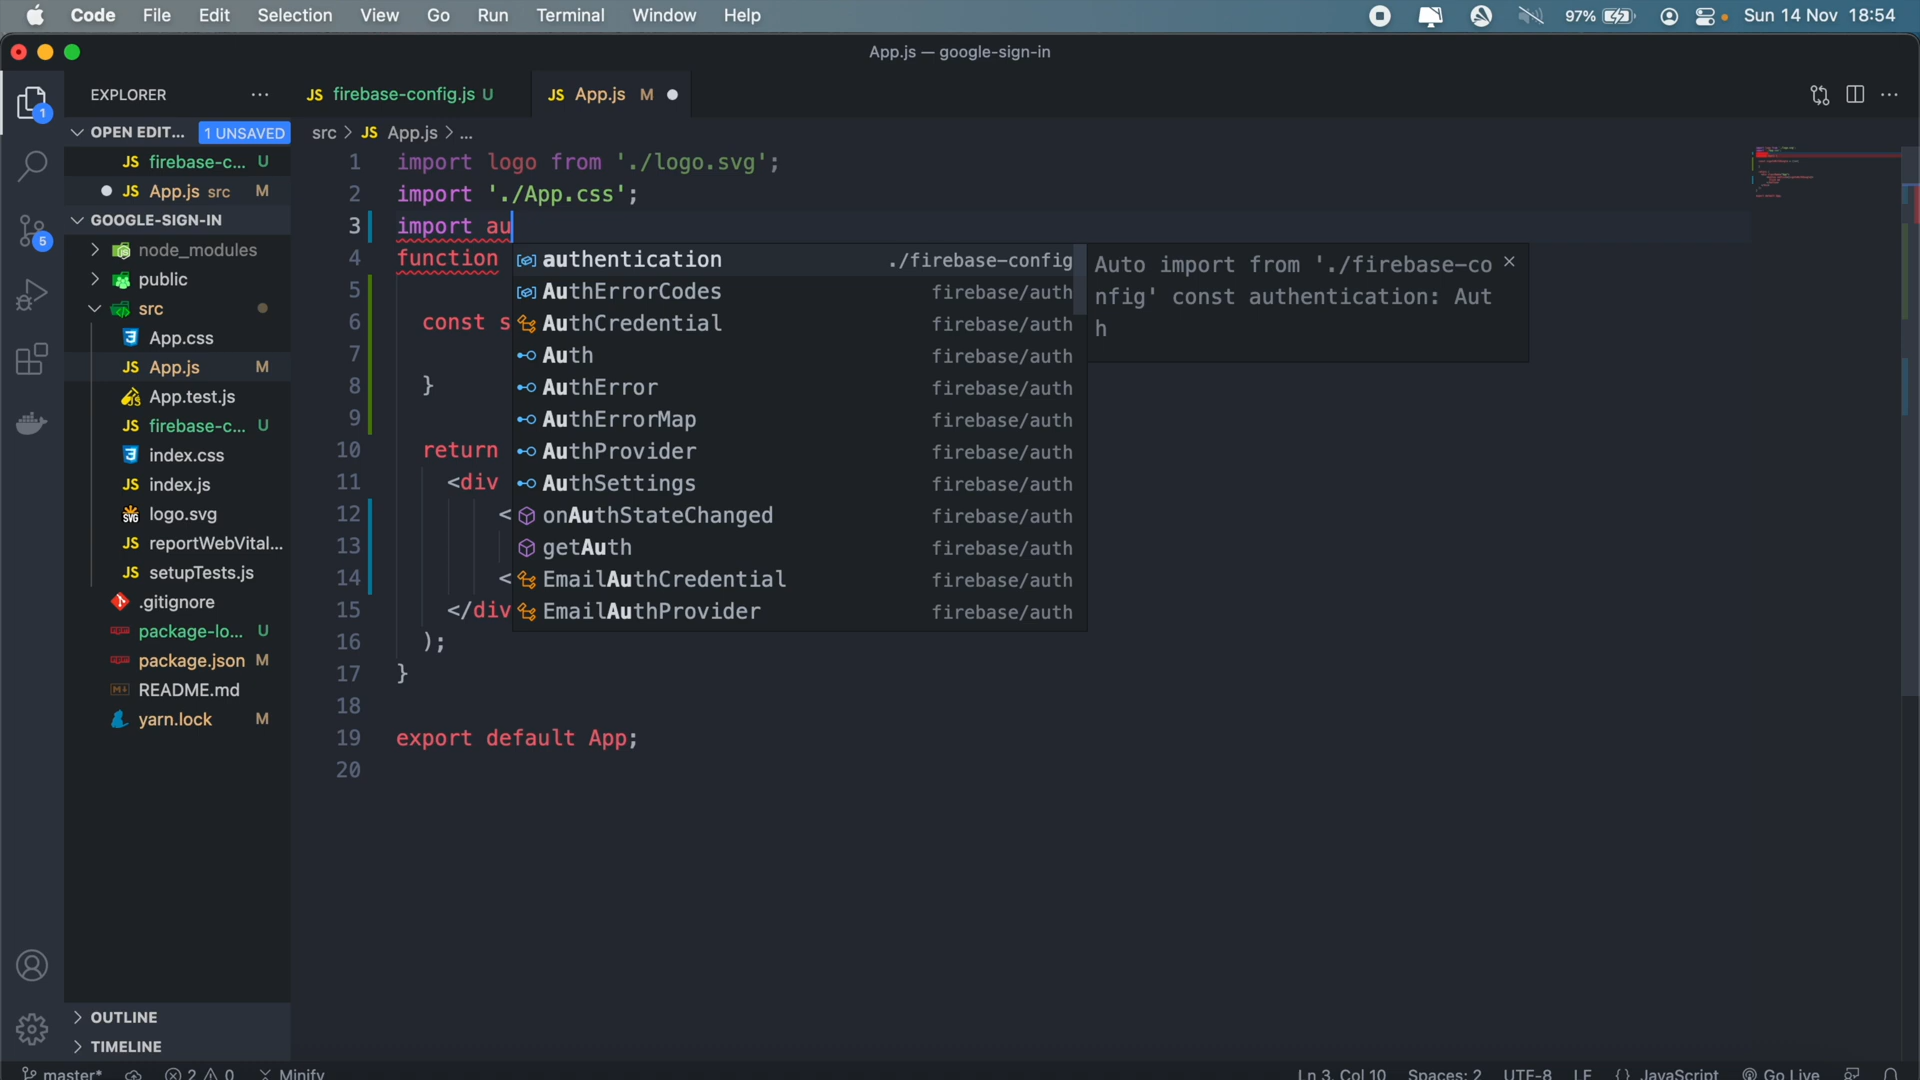 Code File Edit Selection View Go Run Terminal Window Help 97% Sun 14 Nov 18:54
App.js — google-sign-in
EXPLORER ··· JS firebase-config.js U JS App.js M
OPEN EDIT... 1 UNSAVED src > JS App.js > ...
JS firebase-c... U
JS App.js src M
GOOGLE-SIGN-IN
node_modules
public
src
App.css
JS App.js M
App.test.js
JS firebase-c... U
index.css
JS index.js
SVG logo.svg
JS reportWebVital...
JS setupTests.js
.gitignore
package-lo... U
package.json M
README.md
yarn.lock M
OUTLINE
TIMELINE
1
5
1 import logo from './logo.svg';
2 import './App.css';
3 import au
4 function
5
6 const s
7
8 }
9
10 return
11 <div
12 <
13
14 <
15 </div
16 );
17 }
18
19 export default App;
20
authentication ./firebase-config
AuthErrorCodes firebase/auth
AuthCredential firebase/auth
Auth firebase/auth
AuthError firebase/auth
AuthErrorMap firebase/auth
AuthProvider firebase/auth
AuthSettings firebase/auth
onAuthStateChanged firebase/auth
getAuth firebase/auth
EmailAuthCredential firebase/auth
EmailAuthProvider firebase/auth
Auto import from './firebase-co
nfig' const authentication: Aut
h
master* 2 0 Minify Ln 3, Col 10 Spaces: 2 UTF-8 LF {} JavaScript Go Live